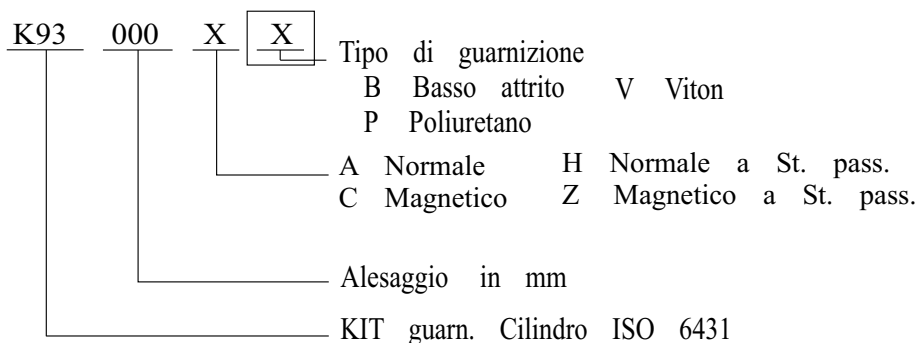 K93 000 X X
Tipo di guarnizione
B Basso attrito V Viton
P Poliuretano
A Normale H Normale a St. pass.
C Magnetico Z Magnetico a St. pass.
Alesaggio in mm
KIT guarn. Cilindro ISO 6431